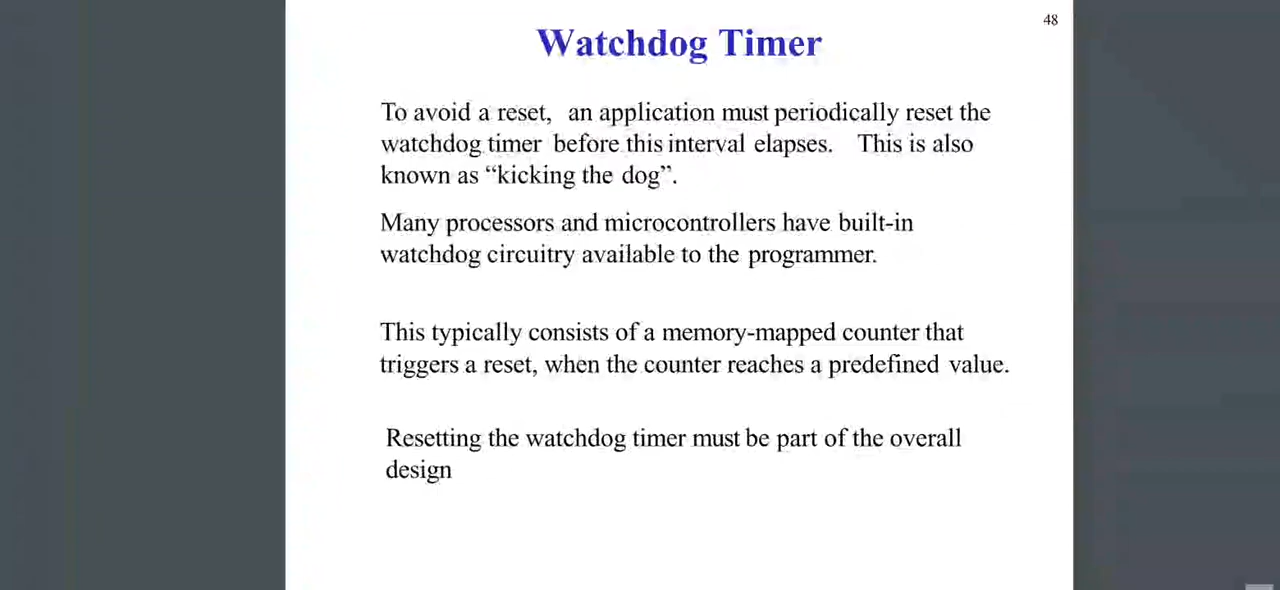 48
Watchdog Timer
To avoid a reset, an application must periodically reset the
watchdog timer before this interval elapses. This is also
known as “kicking the dog”.
Many processors and microcontrollers have built-in
watchdog circuitry available to the programmer.
This typically consists of a memory-mapped counter that
triggers a reset, when the counter reaches a predefined value.
Resetting the watchdog timer must be part of the overall
design